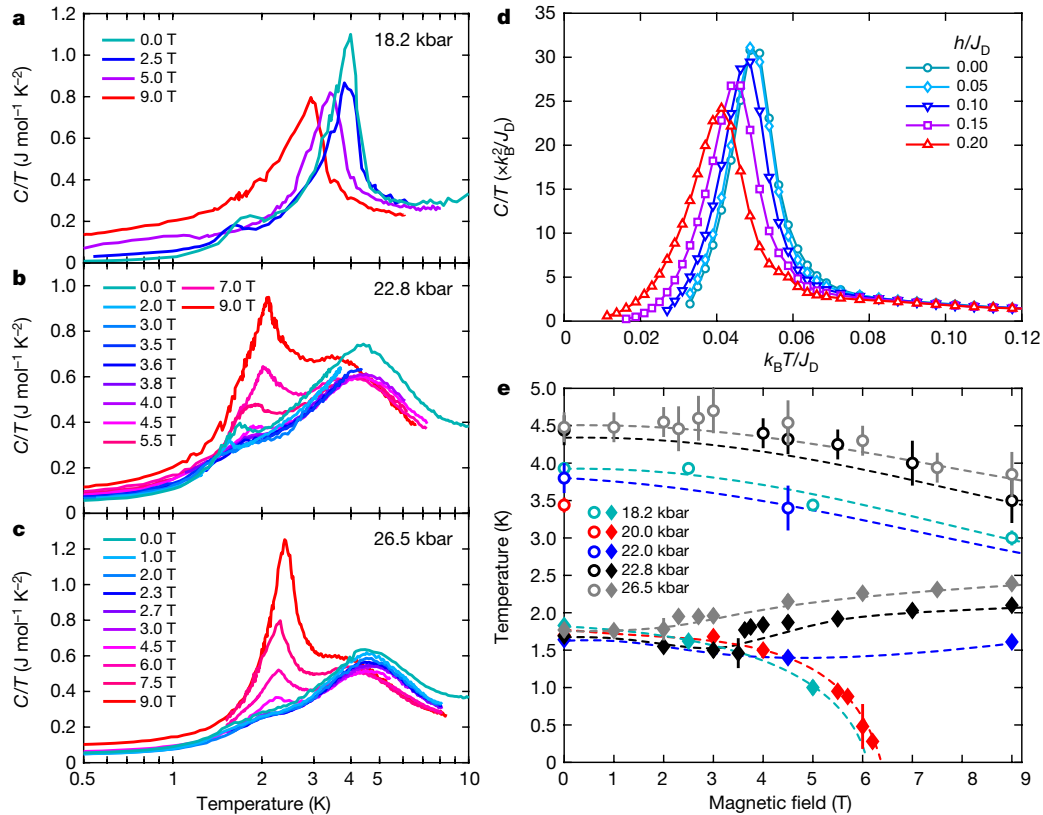 a
18.2 kbar
0.0 T
2.5 T
5.0 T
9.0 T
C/T (J mol⁻¹ K⁻²)
1.2
1.0
0.8
0.6
0.4
0.2
0
b
22.8 kbar
0.0 T
7.0 T
2.0 T
9.0 T
3.0 T
3.5 T
3.6 T
3.8 T
4.0 T
4.5 T
5.5 T
C/T (J mol⁻¹ K⁻²)
1.0
0.8
0.6
0.4
0.2
0
c
26.5 kbar
0.0 T
1.0 T
2.0 T
2.3 T
2.7 T
3.0 T
4.5 T
6.0 T
7.5 T
9.0 T
C/T (J mol⁻¹ K⁻²)
1.2
1.0
0.8
0.6
0.4
0.2
0
0.5 1 2 3 4 5 10
Temperature (K)
d
h/J_D
0.00
0.05
0.10
0.15
0.20
C/T (×k_B²/J_D)
35
30
25
20
15
10
5
0
0 0.02 0.04 0.06 0.08 0.10 0.12
k_BT/J_D
e
18.2 kbar
20.0 kbar
22.0 kbar
22.8 kbar
26.5 kbar
Temperature (K)
5.0
4.5
4.0
3.5
3.0
2.5
2.0
1.5
1.0
0.5
0
0 1 2 3 4 5 6 7 8 9
Magnetic field (T)